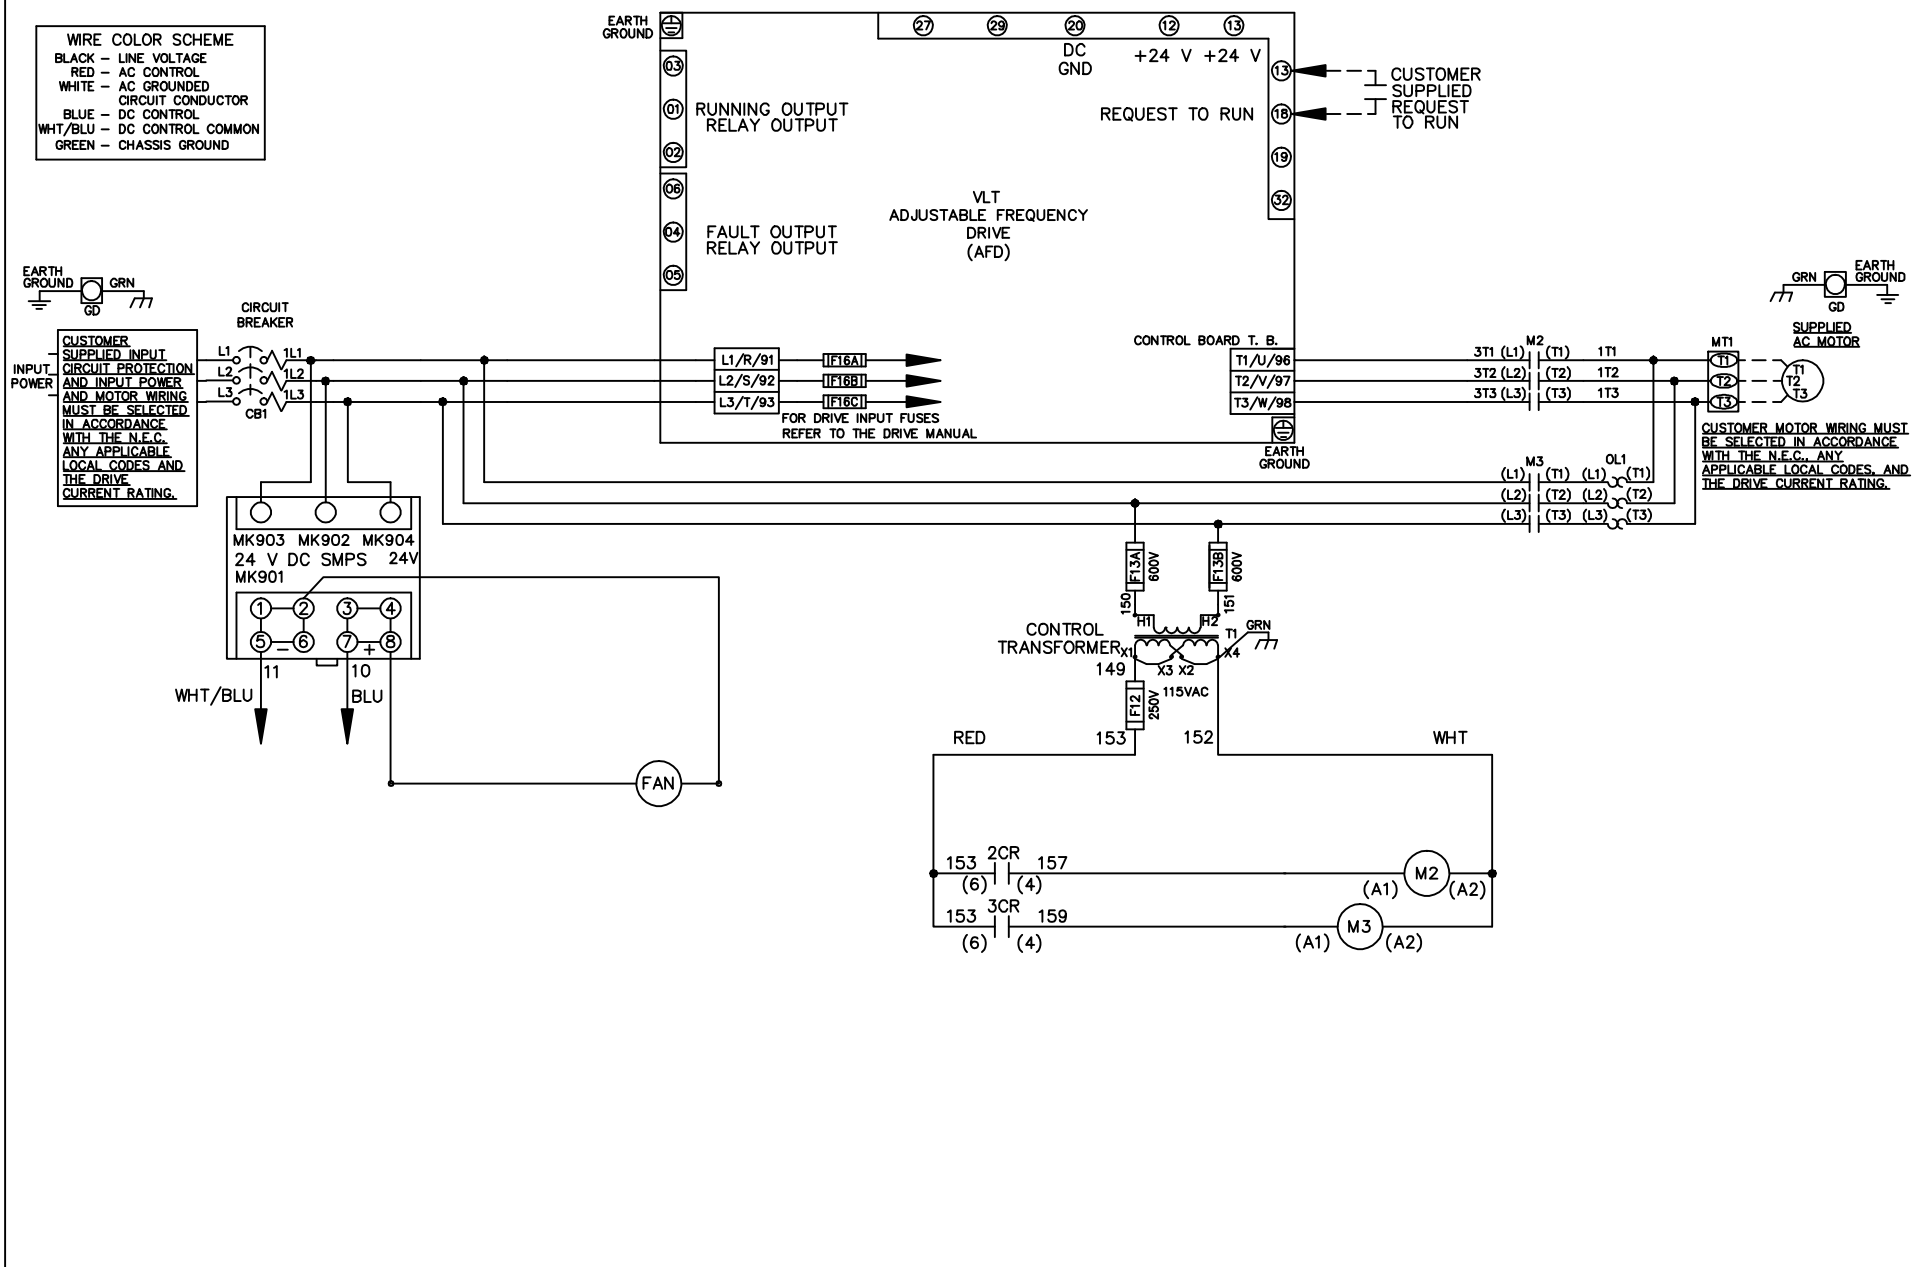 WIRE COLOR SCHEME
BLACK – LINE VOLTAGE
RED – AC CONTROL
WHITE – AC GROUNDED
CIRCUIT CONDUCTOR
BLUE – DC CONTROL
WHT/BLU – DC CONTROL COMMON
GREEN – CHASSIS GROUND
EARTH
GROUND
27 29 20 12 13
DC
GND
+24 V +24 V
03
01
02
RUNNING OUTPUT
RELAY OUTPUT
06
04
05
FAULT OUTPUT
RELAY OUTPUT
13
18
19
32
REQUEST TO RUN
CUSTOMER
SUPPLIED
REQUEST
TO RUN
VLT
ADJUSTABLE FREQUENCY
DRIVE
(AFD)
EARTH
GROUND
GRN
GD
CIRCUIT
BREAKER
INPUT
POWER
CUSTOMER
SUPPLIED INPUT
CIRCUIT PROTECTION
AND INPUT POWER
AND MOTOR WIRING
MUST BE SELECTED
IN ACCORDANCE
WITH THE N.E.C.
ANY APPLICABLE
LOCAL CODES AND
THE DRIVE
CURRENT RATING.
L1 1L1
L2 1L2
L3 1L3
CB1
L1/R/91 F16A
L2/S/92 F16B
L3/T/93 F16C
FOR DRIVE INPUT FUSES
REFER TO THE DRIVE MANUAL
CONTROL BOARD T. B.
T1/U/96
T2/V/97
T3/W/98
EARTH
GROUND
M2
3T1 (L1) (T1) 1T1
3T2 (L2) (T2) 1T2
3T3 (L3) (T3) 1T3
MT1
T1
T2
T3
GRN
GD
EARTH
GROUND
SUPPLIED
AC MOTOR
T1
T2
T3
CUSTOMER MOTOR WIRING MUST
BE SELECTED IN ACCORDANCE
WITH THE N.E.C., ANY
APPLICABLE LOCAL CODES, AND
THE DRIVE CURRENT RATING.
M3 OL1
(L1) (T1) (L1) (T1)
(L2) (T2) (L2) (T2)
(L3) (T3) (L3) (T3)
MK903 MK902 MK904
24 V DC SMPS 24V
MK901
1 2 3 4
5 – 6 7 + 8
11 10
WHT/BLU BLU
FAN
F13A 600V F13B 600V
150 151
H1 H2
CONTROL
TRANSFORMER
T1 GRN
X1 X3 X2 X4
149
115VAC
F12 250V
RED 153 152 WHT
153 2CR 157
(6) (4)
(A1) M2 (A2)
153 3CR 159
(6) (4)
(A1) M3 (A2)